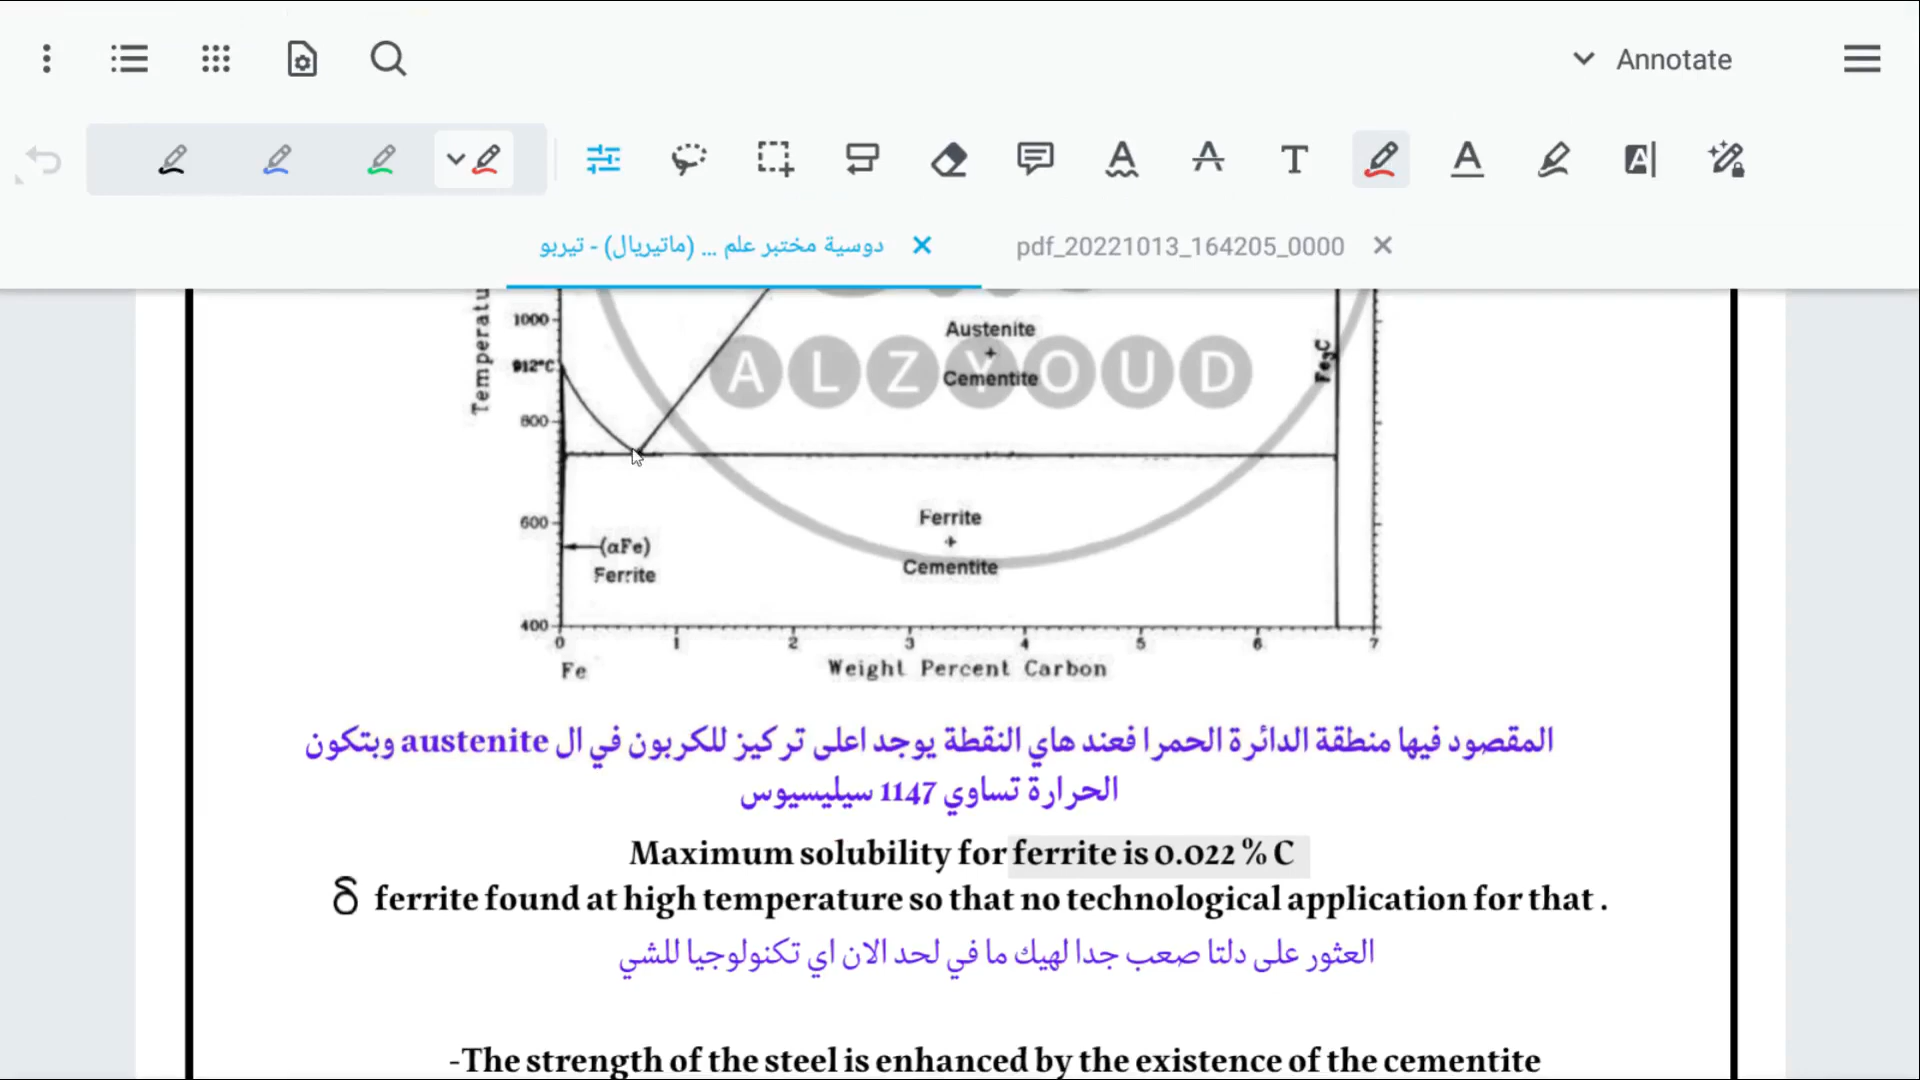 Annotate
دوسية مختبر علم ... (ماتيريال) - تيربو
pdf_20221013_164205_0000
Temperatu
1000
912°C
800
600
400
Austenite
+
Cementite
ALZYOUD
Fe₃C
(αFe)
Ferrite
Ferrite
+
Cementite
0 1 2 3 4 5 6 7
Fe
Weight Percent Carbon
المقصود فيها منطقة الدائرة الحمرا فعند هاي النقطة يوجد اعلى تركيز للكربون في ال austenite وبتكون
الحرارة تساوي 1147 سيليسيوس
Maximum solubility for ferrite is 0.022 % C
δ ferrite found at high temperature so that no technological application for that .
العثور على دلتا صعب جدا لهيك ما في لحد الان اي تكنولوجيا للشي
-The strength of the steel is enhanced by the existence of the cementite